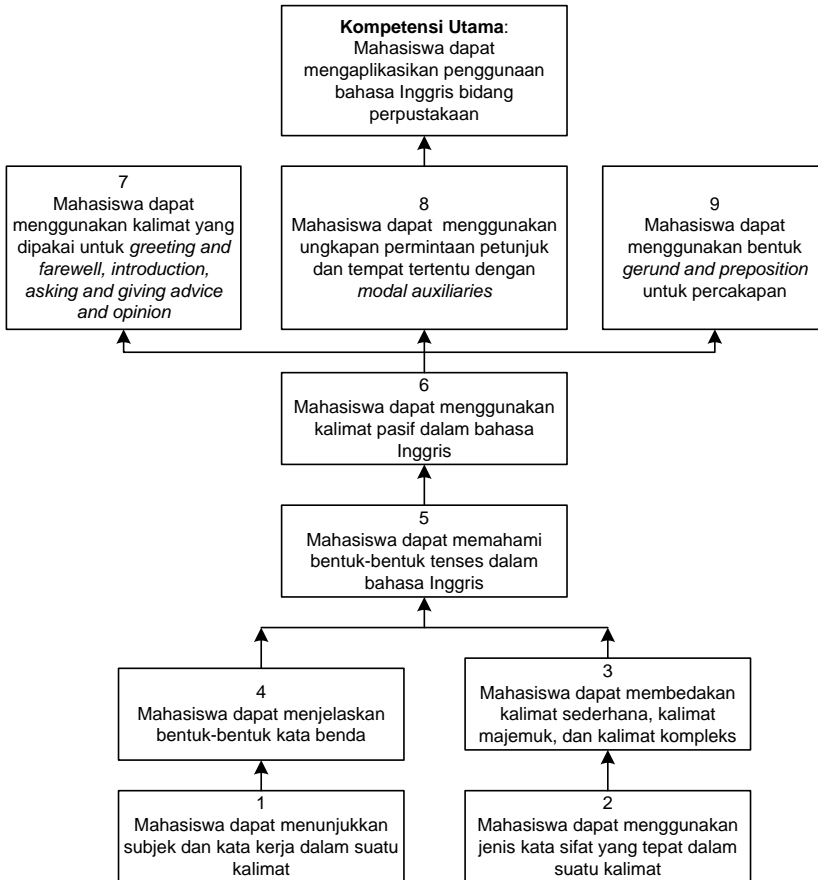 Kompetensi Utama:
Mahasiswa dapat
mengaplikasikan penggunaan
bahasa Inggris bidang
perpustakaan
7
Mahasiswa dapat
menggunakan kalimat yang
dipakai untuk greeting and
farewell, introduction,
asking and giving advice
and opinion
8
Mahasiswa dapat menggunakan
ungkapan permintaan petunjuk
dan tempat tertentu dengan
modal auxiliaries
9
Mahasiswa dapat
menggunakan bentuk
gerund and preposition
untuk percakapan
6
Mahasiswa dapat menggunakan
kalimat pasif dalam bahasa
Inggris
5
Mahasiswa dapat memahami
bentuk-bentuk tenses dalam
bahasa Inggris
4
Mahasiswa dapat menjelaskan
bentuk-bentuk kata benda
3
Mahasiswa dapat membedakan
kalimat sederhana, kalimat
majemuk, dan kalimat kompleks
1
Mahasiswa dapat menunjukkan
subjek dan kata kerja dalam suatu
kalimat
2
Mahasiswa dapat menggunakan
jenis kata sifat yang tepat dalam
suatu kalimat